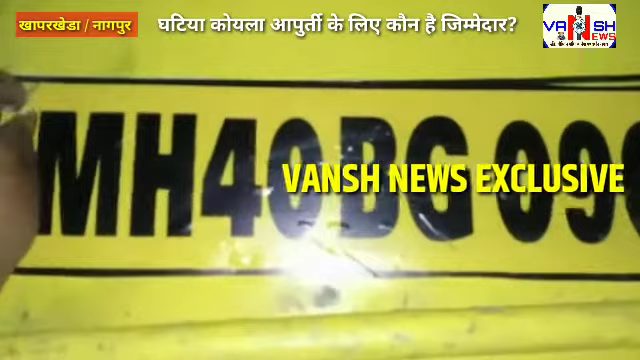 खापरखेडा / नागपुर
घटिया कोयला आपुर्ती के लिए कौन है जिम्मेदार?
VANSH
NEWS
VANSH NEWS EXCLUSIVE
MH40BG 09